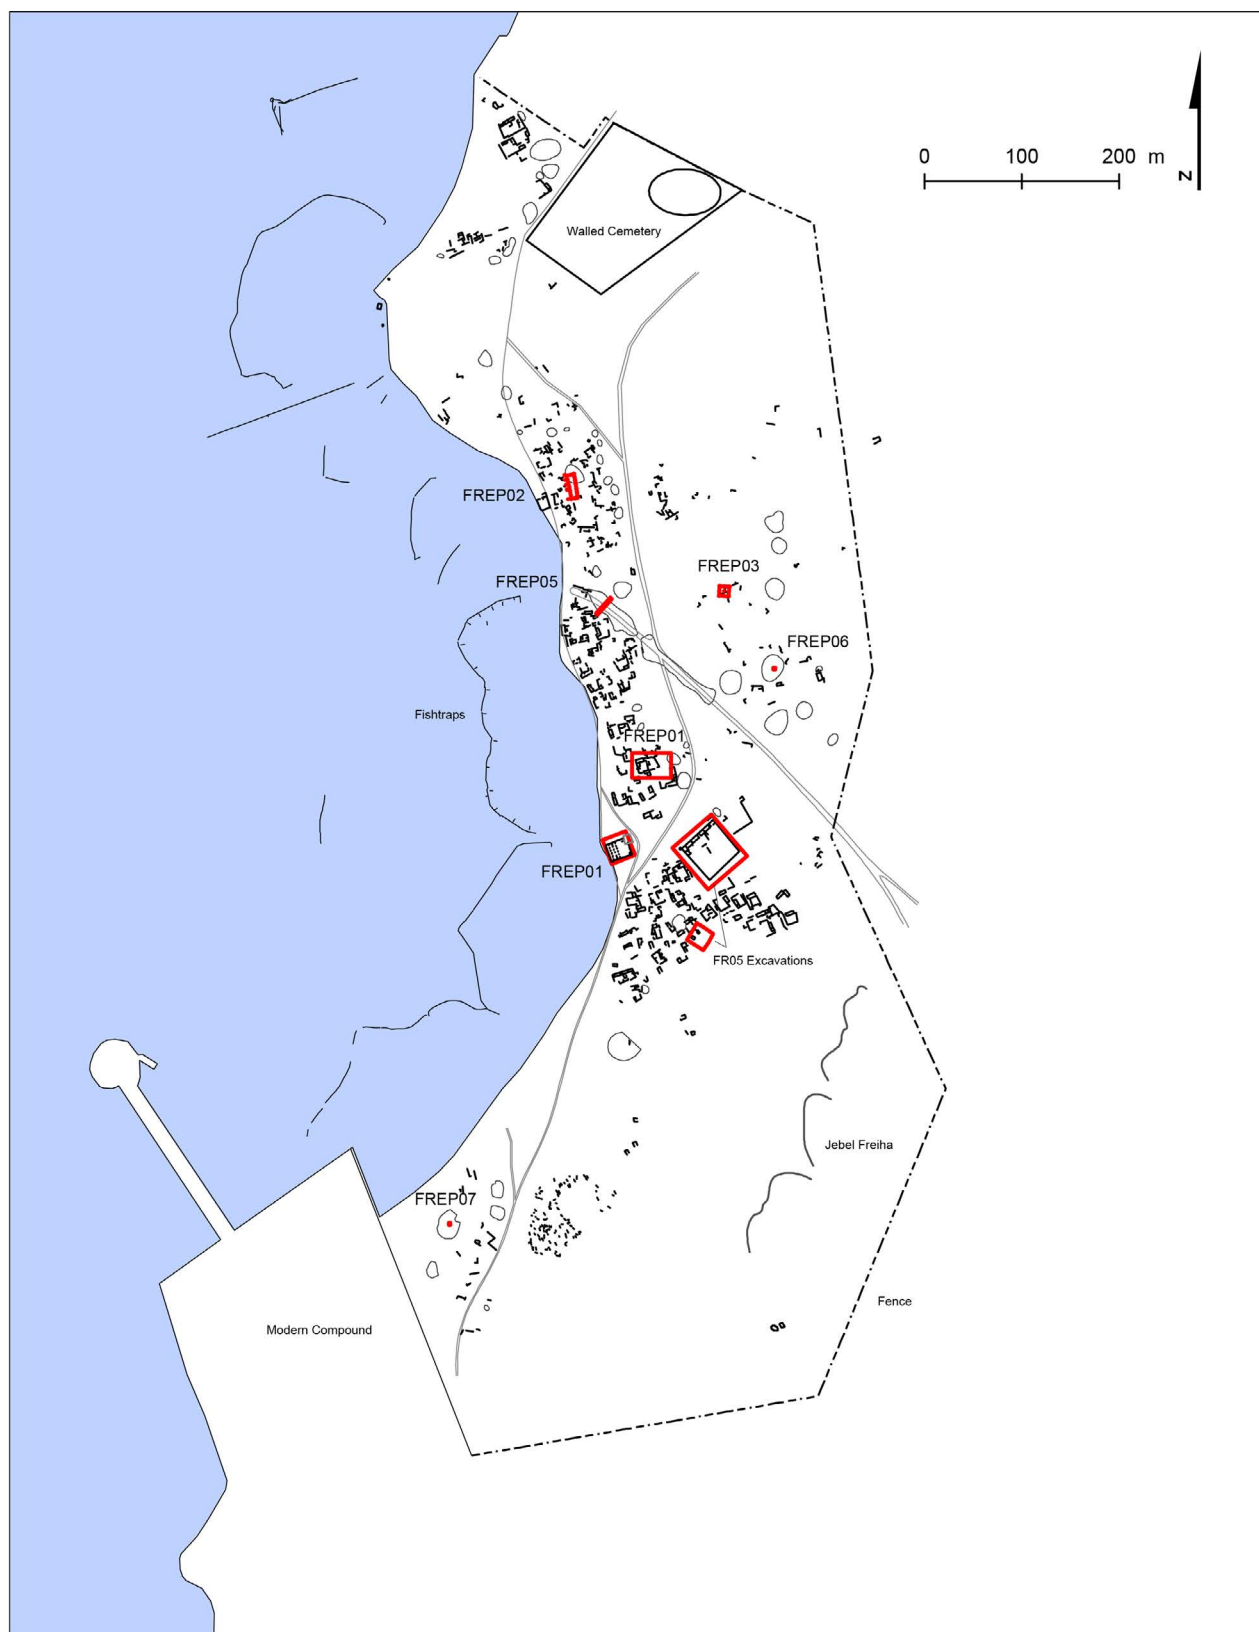 0 100 200 m
N
Walled Cemetery
FREP02
FREP05
FREP03
FREP06
Fishtraps
FREP01
FREP01
FR05 Excavations
Jebel Freiha
FREP07
Fence
Modern Compound